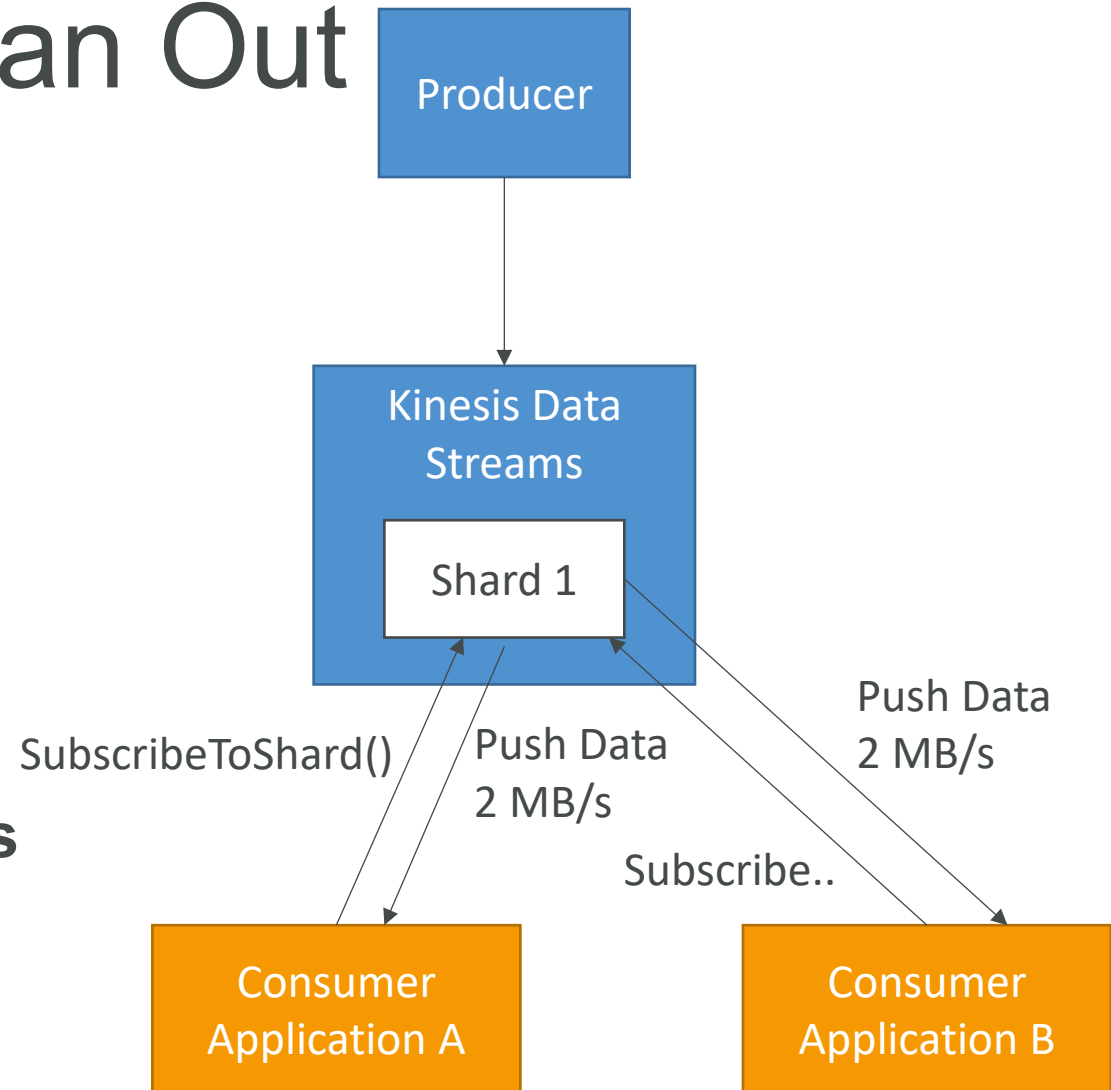 an Out
Producer
Kinesis Data
Streams
Shard 1
SubscribeToShard()
Push Data
2 MB/s
Push Data
2 MB/s
s
Subscribe..
Consumer
Application A
Consumer
Application B